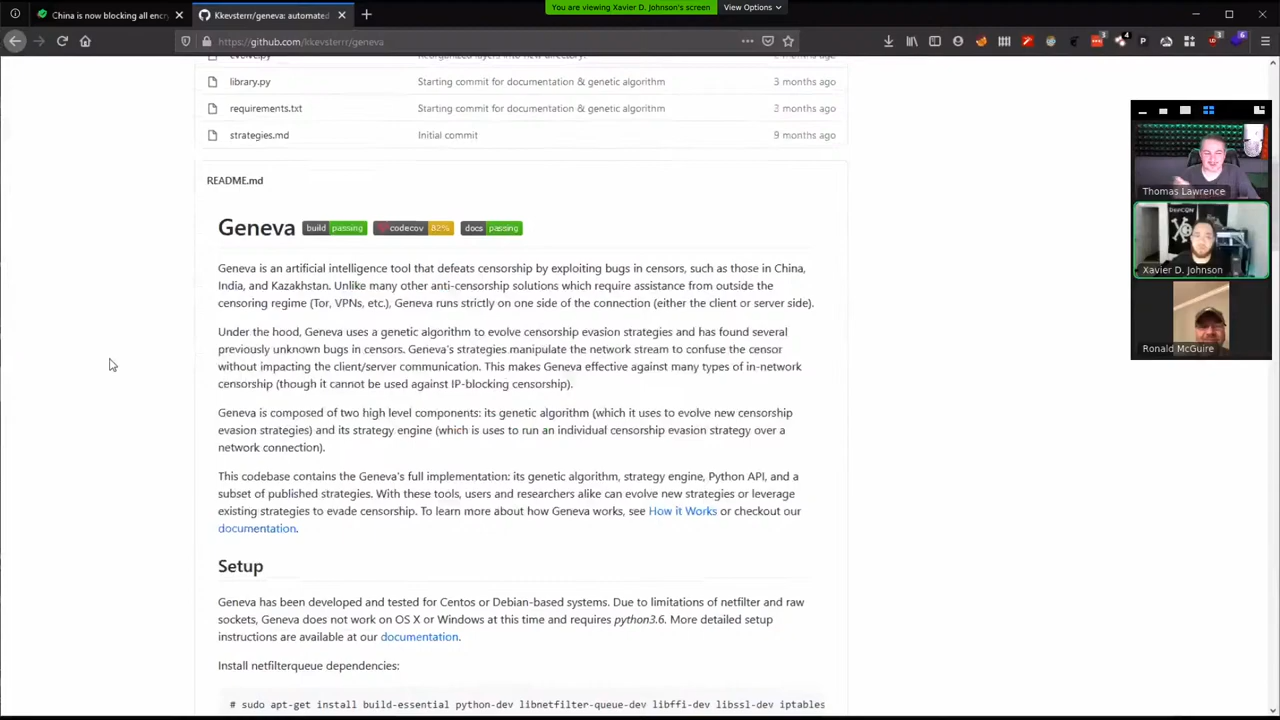 China is now blocking all enc
Kkevsterrr/geneva: automated
You are viewing Xavier D. Johnson's screen
View Options
https://github.com/kkevsterrr/geneva
library.py Starting commit for documentation & genetic algorithm 3 months ago
requirements.txt Starting commit for documentation & genetic algorithm 3 months ago
strategies.md Initial commit 9 months ago
README.md
Geneva build passing codecov 82% docs passing
Geneva is an artificial intelligence tool that defeats censorship by exploiting bugs in censors, such as those in China,
India, and Kazakhstan. Unlike many other anti-censorship solutions which require assistance from outside the
censoring regime (Tor, VPNs, etc.), Geneva runs strictly on one side of the connection (either the client or server side).
Under the hood, Geneva uses a genetic algorithm to evolve censorship evasion strategies and has found several
previously unknown bugs in censors. Geneva's strategies manipulate the network stream to confuse the censor
without impacting the client/server communication. This makes Geneva effective against many types of in-network
censorship (though it cannot be used against IP-blocking censorship).
Geneva is composed of two high level components: its genetic algorithm (which it uses to evolve new censorship
evasion strategies) and its strategy engine (which is uses to run an individual censorship evasion strategy over a
network connection).
This codebase contains the Geneva's full implementation: its genetic algorithm, strategy engine, Python API, and a
subset of published strategies. With these tools, users and researchers alike can evolve new strategies or leverage
existing strategies to evade censorship. To learn more about how Geneva works, see How it Works or checkout our
documentation.
Setup
Geneva has been developed and tested for Centos or Debian-based systems. Due to limitations of netfilter and raw
sockets, Geneva does not work on OS X or Windows at this time and requires python3.6. More detailed setup
instructions are available at our documentation.
Install netfilterqueue dependencies:
# sudo apt-get install build-essential python-dev libnetfilter-queue-dev libffi-dev libssl-dev iptables
Thomas Lawrence
Xavier D. Johnson
Ronald McGuire